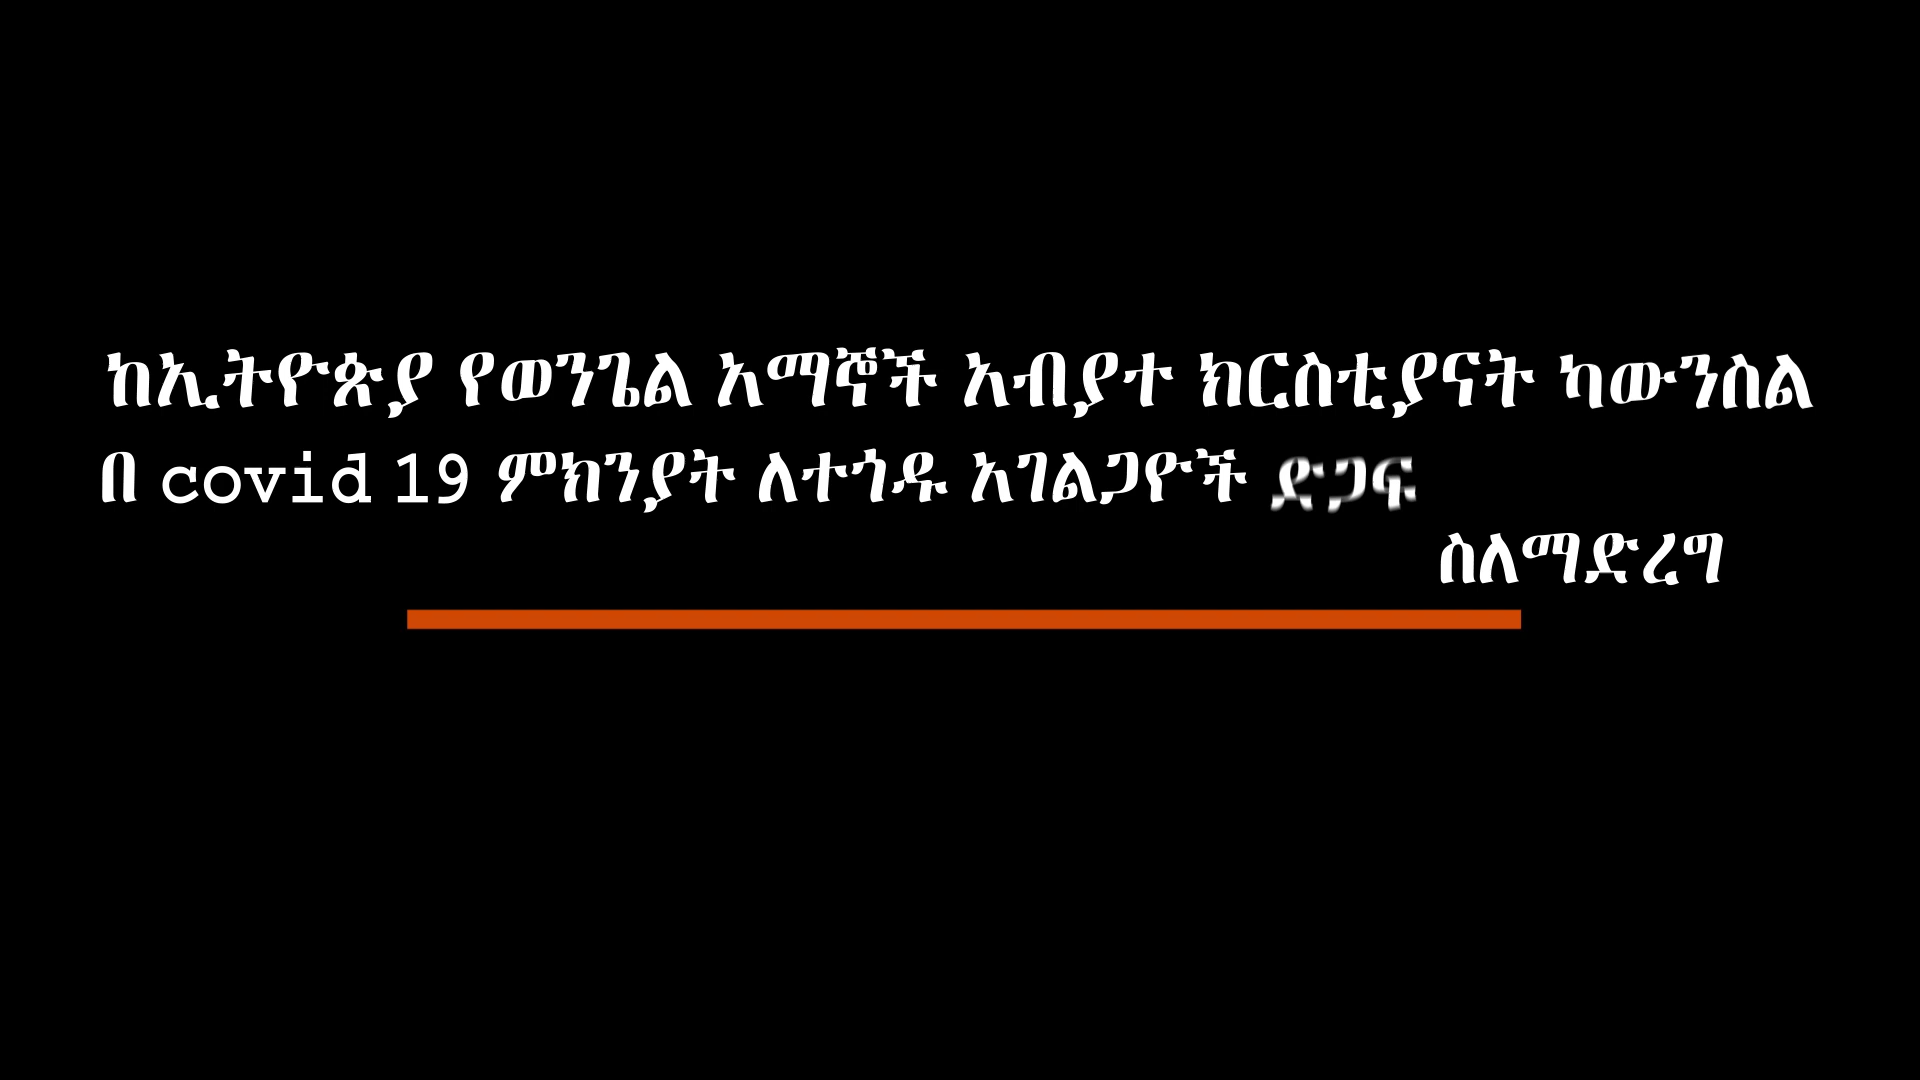 ከኢትዮጵያ የወንጌል አማኞች አብያተ ክርስቲያናት ካውንስል
በ covid 19 ምክንያት ለተጎዱ አገልጋዮች ድጋፍ
ስለማድረግ